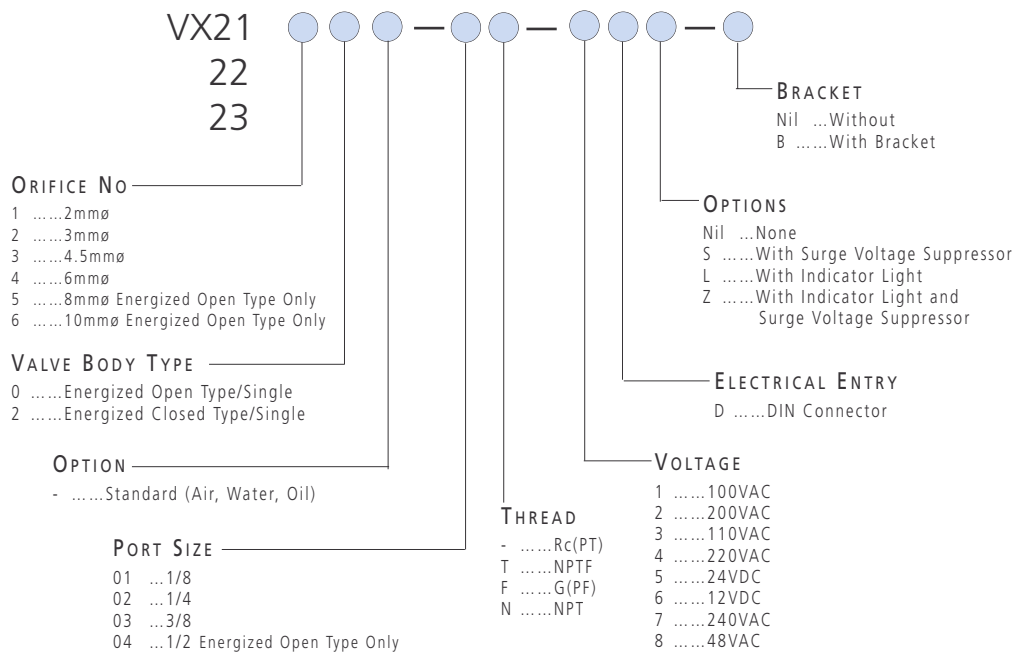 VX21
22
23
BRACKET
Nil ...Without
B ......With Bracket
ORIFICE NO
1 ......2mmø
2 ......3mmø
3 ......4.5mmø
4 ......6mmø
5 ......8mmø Energized Open Type Only
6 ......10mmø Energized Open Type Only
OPTIONS
Nil ...None
S ......With Surge Voltage Suppressor
L ......With Indicator Light
Z ......With Indicator Light and
Surge Voltage Suppressor
VALVE BODY TYPE
0 ......Energized Open Type/Single
2 ......Energized Closed Type/Single
ELECTRICAL ENTRY
D ......DIN Connector
OPTION
- ......Standard (Air, Water, Oil)
VOLTAGE
1 ......100VAC
2 ......200VAC
3 ......110VAC
4 ......220VAC
5 ......24VDC
6 ......12VDC
7 ......240VAC
8 ......48VAC
THREAD
- ......Rc(PT)
T ......NPTF
F ......G(PF)
N ......NPT
PORT SIZE
01 ...1/8
02 ...1/4
03 ...3/8
04 ...1/2 Energized Open Type Only